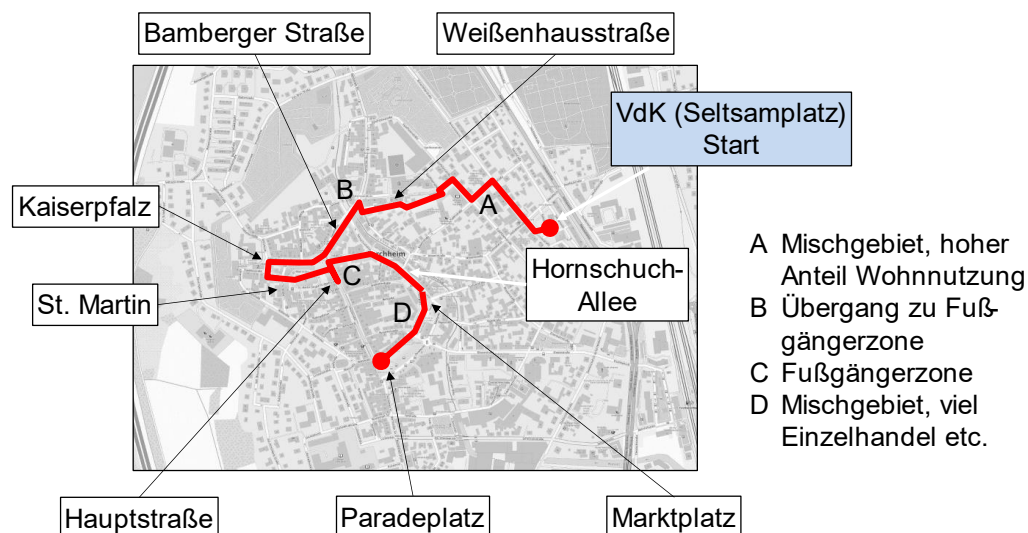 Bamberger Straße
Weißenhausstraße
VdK (Seltsamplatz)
Start
B
A
Kaiserpfalz
St. Martin
C
Hornschuch-
Allee
D
A Mischgebiet, hoher
Anteil Wohnnutzung
B Übergang zu Fuß-
gängerzone
C Fußgängerzone
D Mischgebiet, viel
Einzelhandel etc.
Hauptstraße
Paradeplatz
Marktplatz